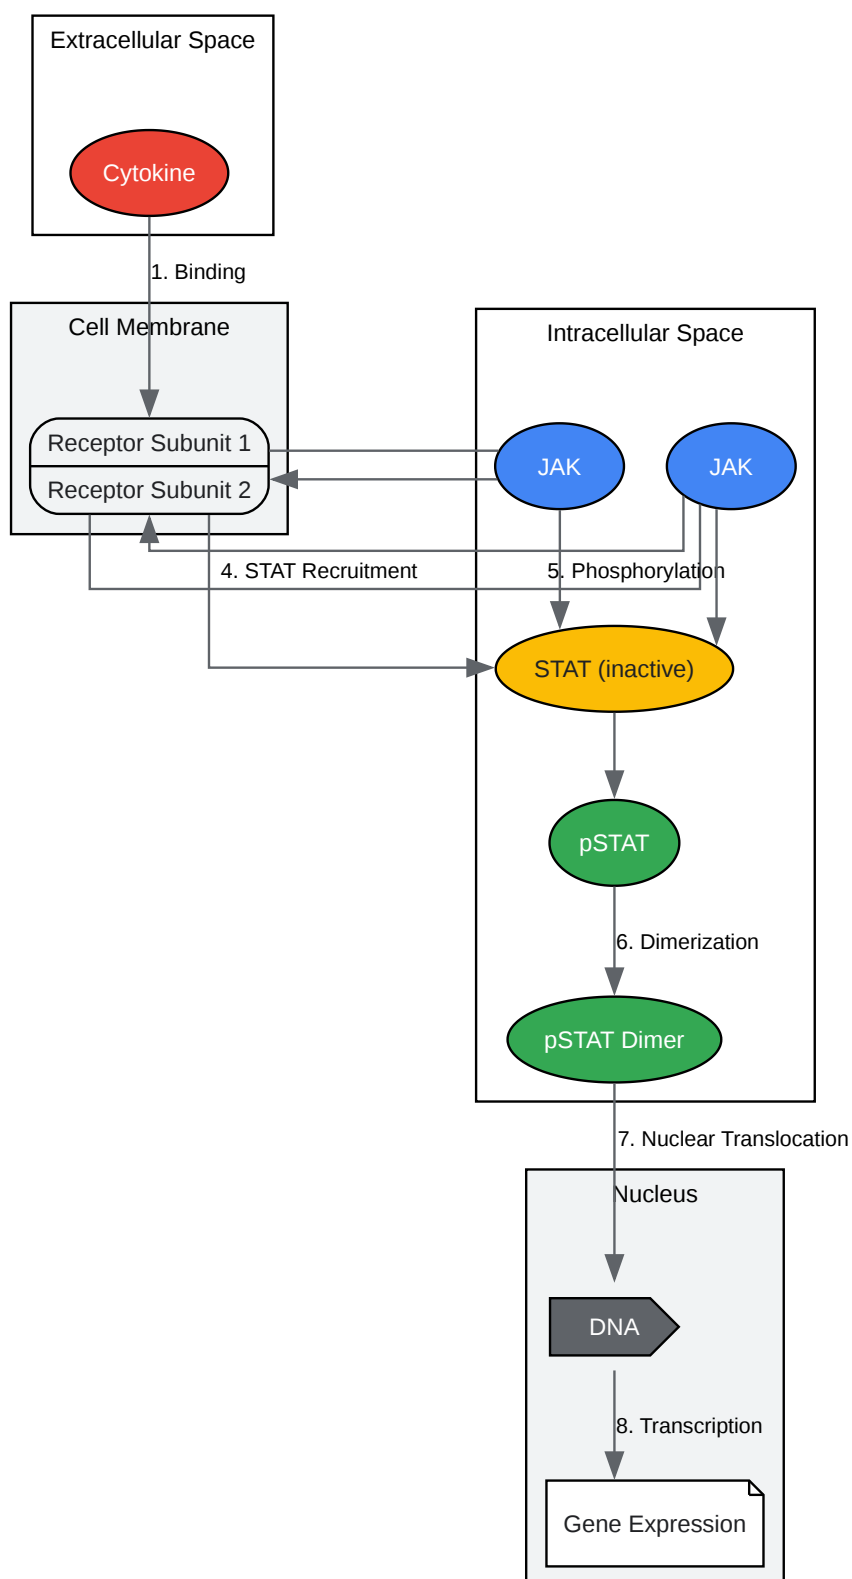 Extracellular Space
Cytokine
1. Binding
Cell Membrane
Intracellular Space
Receptor Subunit 1
Receptor Subunit 2
JAK
JAK
4. STAT Recruitment
5. Phosphorylation
STAT (inactive)
pSTAT
6. Dimerization
pSTAT Dimer
7. Nuclear Translocation
Nucleus
DNA
8. Transcription
Gene Expression